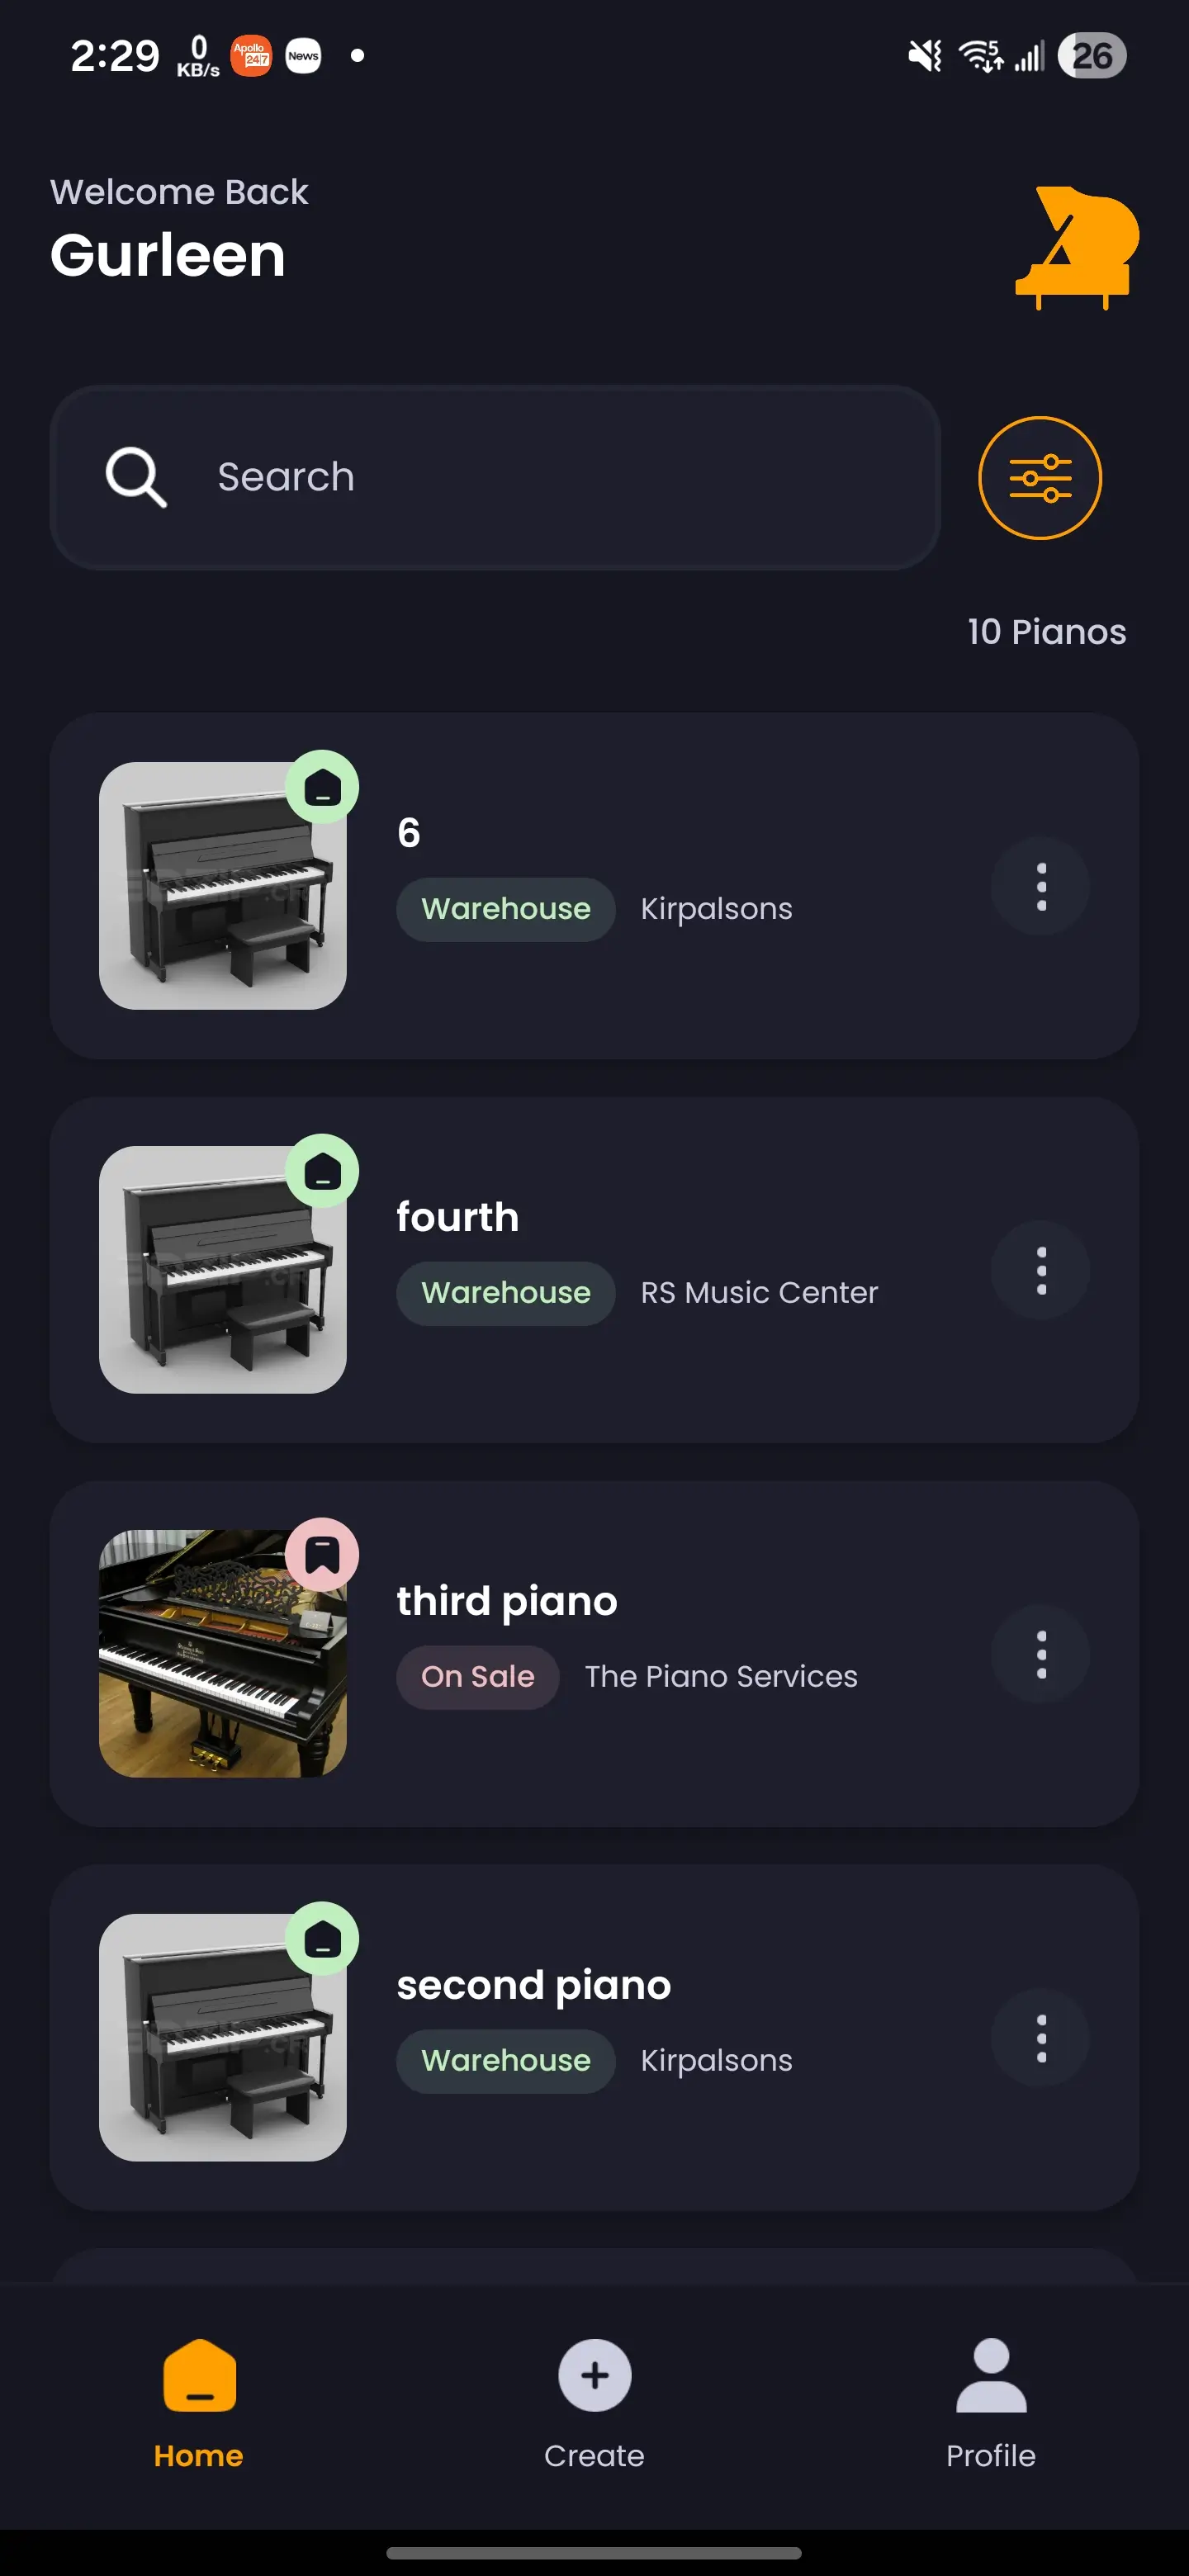 2:29
0
KB/s
Apollo
24|7
News
5
26
Welcome Back
Gurleen
Search
10 Pianos
6
Warehouse Kirpalsons
fourth
Warehouse RS Music Center
third piano
On Sale The Piano Services
second piano
Warehouse Kirpalsons
Home Create Profile